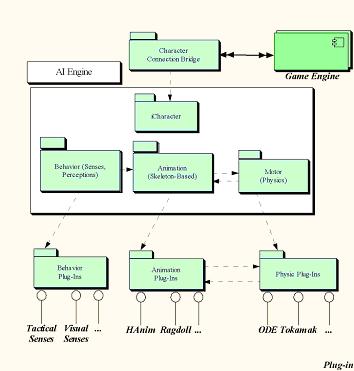 Character
Connection Bridge
Game Engine
AI Engine
iCharacter
Behavior (Senses,
Perceptions)
Animation
(Skeleton-Based)
Motor
(Physics)
Behavior
Plug-Ins
Animation
Plug-Ins
Physic Plug-Ins
Tactical
Senses
Visual
Senses
...
HAnim
Ragdoll
...
ODE
Tokamak
...
Plug-in